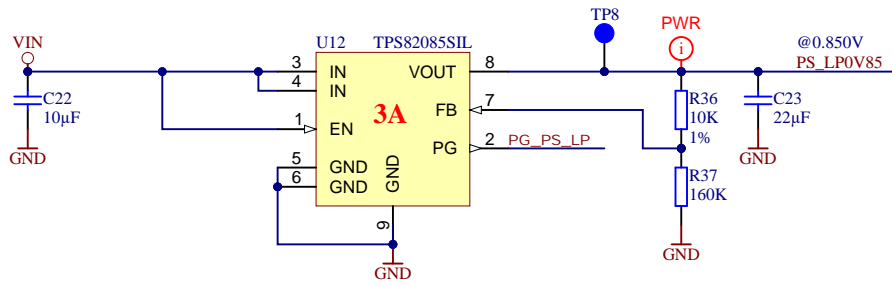 TP8
PWR
i
VIN
U12 TPS82085SIL
@0.850V
PS_LP0V85
3 IN
4 IN
VOUT 8
C22
10µF
GND
3A
FB 7
R36
10K
1%
C23
22µF
GND
1 EN
PG 2 PG_PS_LP
5 GND
6 GND
GND
9
R37
160K
GND
GND